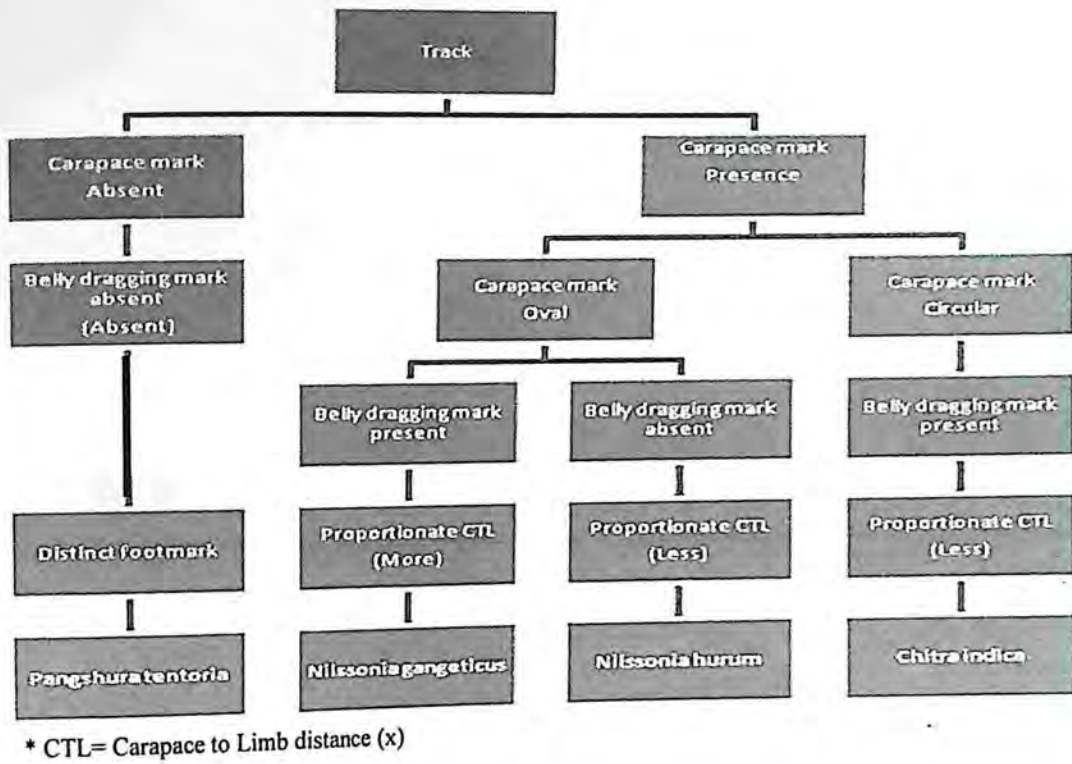 Track
Carapace mark
Absent
Carapace mark
Presence
Belly dragging mark
absent
(Absent)
Carapace mark
Oval
Carapace mark
Circular
Belly dragging mark
present
Belly dragging mark
absent
Belly dragging mark
present
Distinct footmark
Proportionate CTL
(More)
Proportionate CTL
(Less)
Proportionate CTL
(Less)
Pangshura tentoria
Nilssonia gangeticus
Nilssonia hurum
Chitra indica
* CTL= Carapace to Limb distance (x)